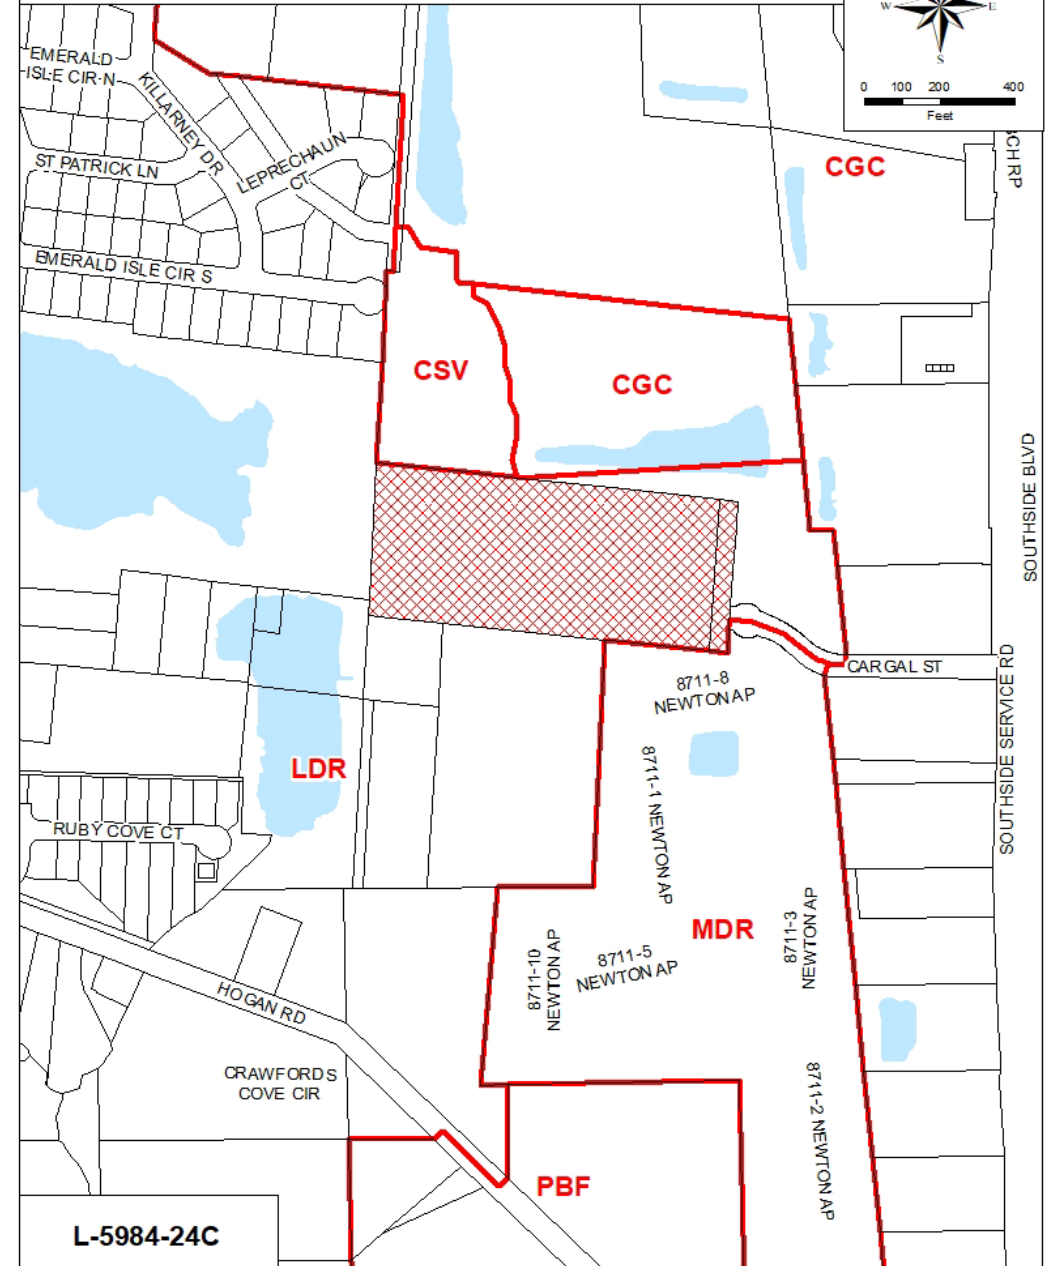 W E
S
0 100 200 400
Feet
EMERALD
ISLE CIR N
KILLARNEY DR
LEPRECHAUN
CT
ST PATRICK LN
EMERALD ISLE CIR S
CGC
CSV
CGC
SOUTHSIDE BLVD
CARGAL ST
8711-8
NEWTON AP
SOUTHSIDE SERVICE RD
LDR
8711-1 NEWTON AP
RUBY COVE CT
MDR
8711-3
NEWTON AP
8711-10
NEWTON AP
8711-5
NEWTON AP
HOGAN RD
CRAWFORDS
COVE CIR
8711-2 NEWTON AP
PBF
L-5984-24C